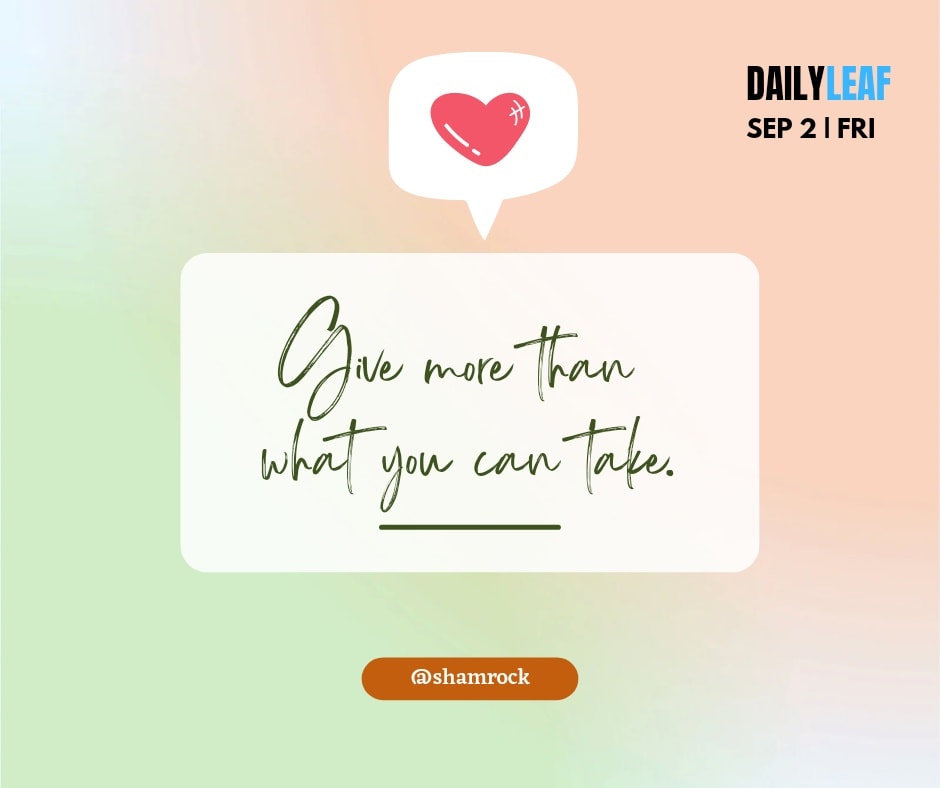 DAILYLEAF
SEP 2 | FRI
Give more than
what you can take.
@shamrock